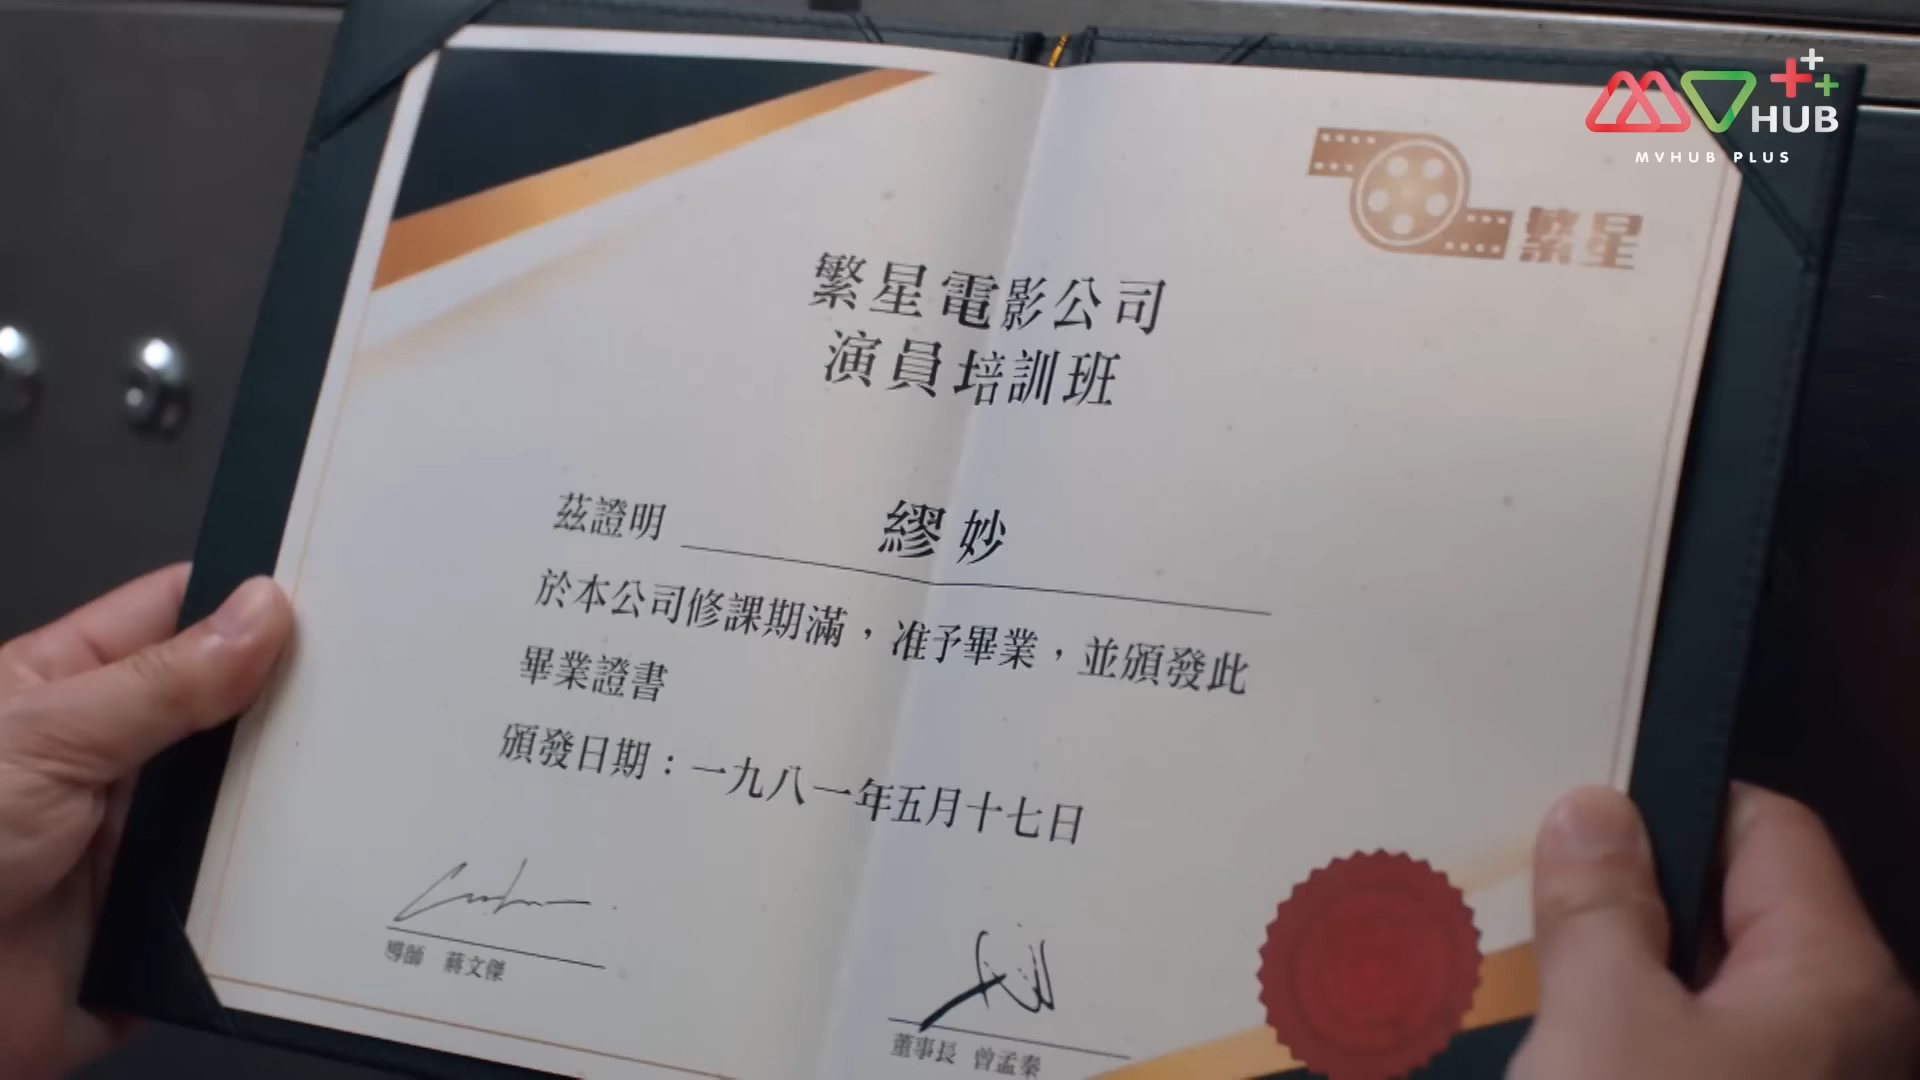 MV HUB
MVHUB PLUS
繁星
繁星電影公司
演員培訓班
茲證明 繆妙
於本公司修課期滿，准予畢業，並頒發此
畢業證書
頒發日期：一九八一年五月十七日
導師 蔣文傑
董事長 曾孟秦